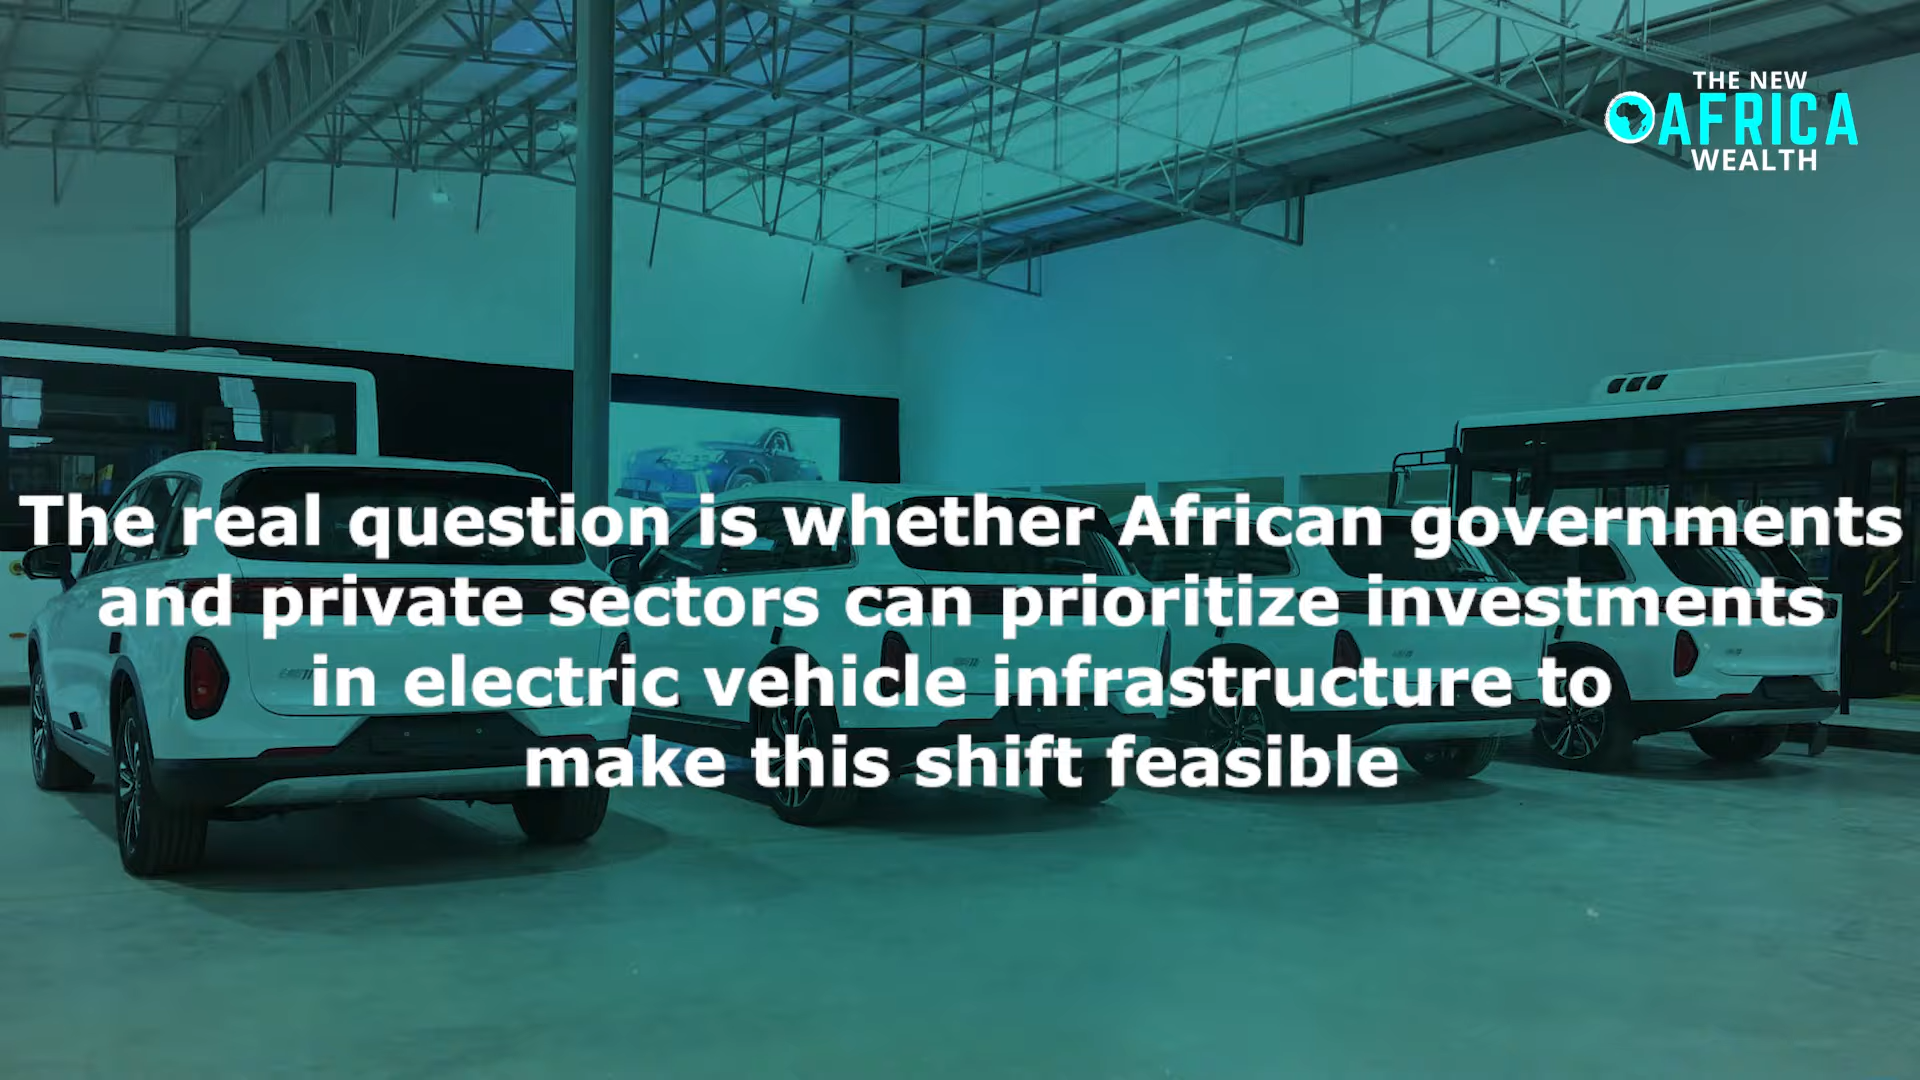 THE NEW
AFRICA
WEALTH
The real question is whether African governments
and private sectors can prioritize investments
in electric vehicle infrastructure to
make this shift feasible